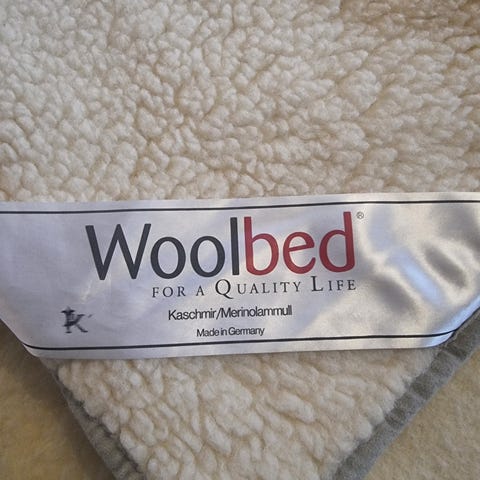 Woolbed®
FOR A QUALITY LIFE
K
Kaschmir/Merinolammull
Made in Germany